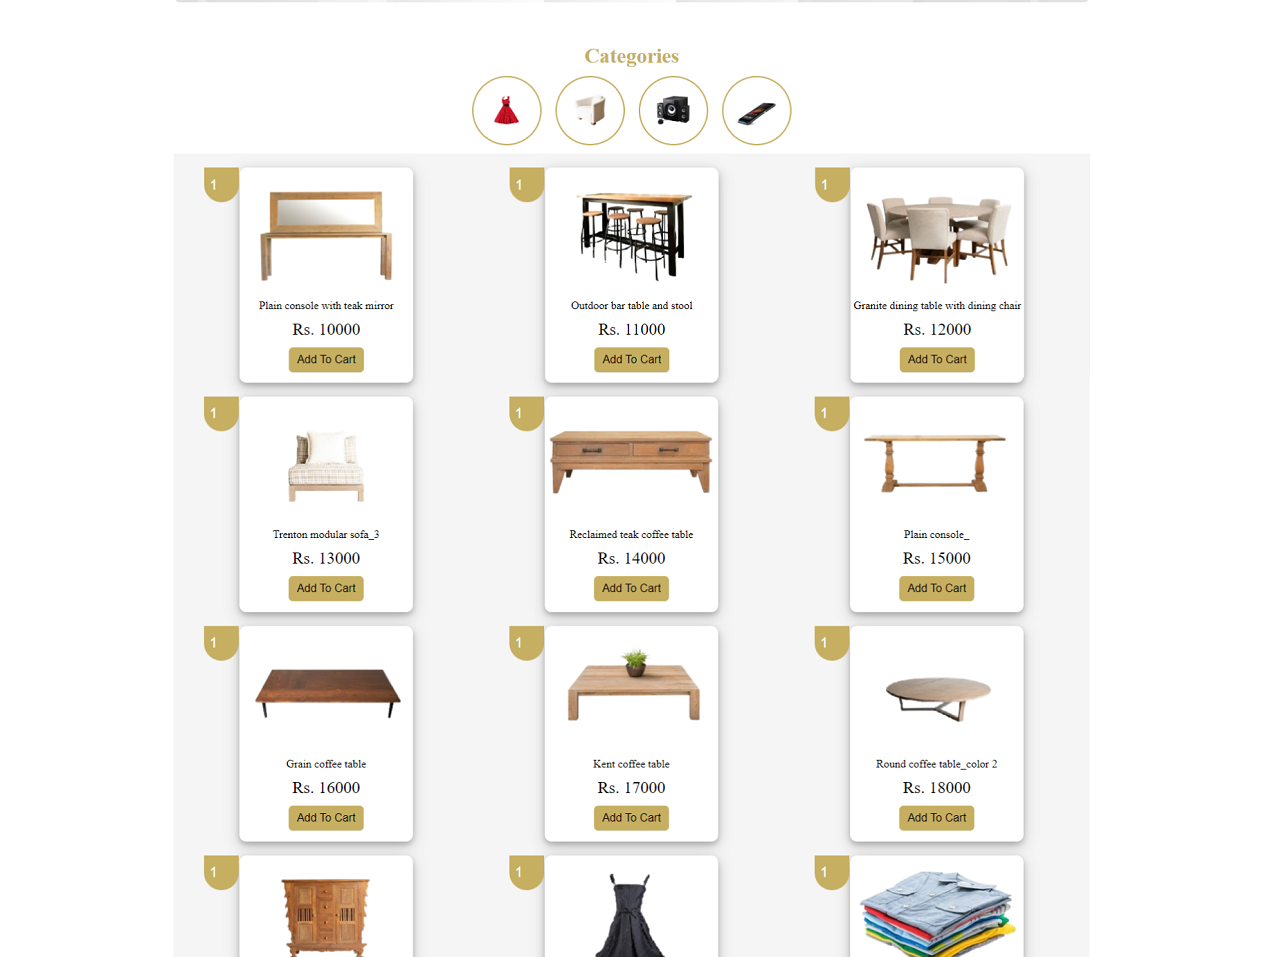 Categories
1
1
1
Plain console with teak mirror
Outdoor bar table and stool
Granite dining table with dining chair
Rs. 10000
Rs. 11000
Rs. 12000
Add To Cart
Add To Cart
Add To Cart
1
1
1
Trenton modular sofa_3
Reclaimed teak coffee table
Plain console_
Rs. 13000
Rs. 14000
Rs. 15000
Add To Cart
Add To Cart
Add To Cart
1
1
1
Grain coffee table
Kent coffee table
Round coffee table_color 2
Rs. 16000
Rs. 17000
Rs. 18000
Add To Cart
Add To Cart
Add To Cart
1
1
1